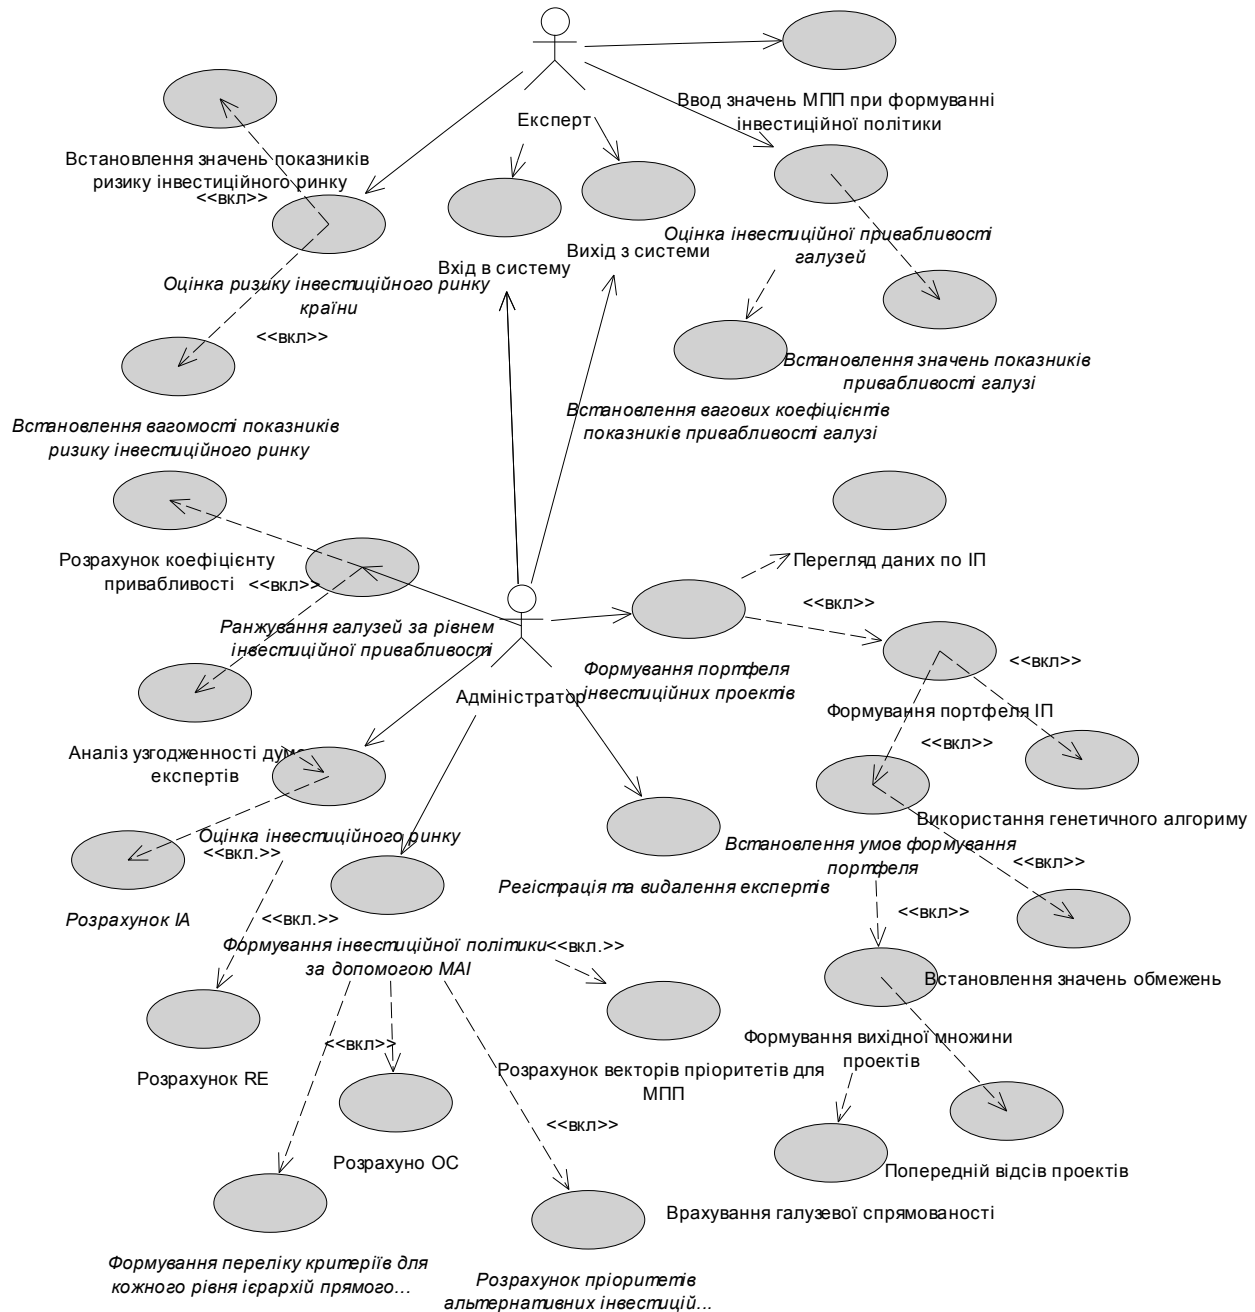 Ввод значень МПП при формуванні
інвестиційної політики
Експерт
Встановлення значень показників
ризику інвестиційного ринку
<<вкл>>
Оцінка інвестиційної привабливості
галузей
Вихід з системи
Вхід в систему
Оцінка ризику інвестиційного ринку
країни
<<вкл>>
Встановлення значень показників
привабливості галузі
Встановлення вагових коефіцієнтів
показників привабливості галузі
Встановлення вагомості показників
ризику інвестиційного ринку
Розрахунок коефіцієнту
привабливості
<<вкл>>
Перегляд даних по ІП
<<вкл>>
Ранжування галузей за рівнем
інвестиційної привабливості
Формування портфеля
інвестиційних проектів
<<вкл>>
Адміністратор
Формування портфеля ІП
<<вкл>>
Аналіз узгодженності думо
експертів
Використання генетичного алгориму
Оцінка інвестиційного ринку
<<вкл.>>
Встановлення умов формування
портфеля
<<вкл>>
Регістрація та видалення експертів
Розрахунок ІА
<<вкл.>>
<<вкл>>
Формування інвестиційної політики
за допомогою МАІ
<<вкл.>>
Встановлення значень обмежень
<<вкл>>
Формування вихідної множини
проектів
Розрахунок RE
Розрахунок векторів пріоритетів для
МПП
<<вкл>>
Розрахуно ОС
Попередній відсів проектів
Врахування галузевої спрямованості
Формування переліку критеріїв для
кожного рівня ієрархій прямого...
Розрахунок пріоритетів
альтернативних інвестицій...